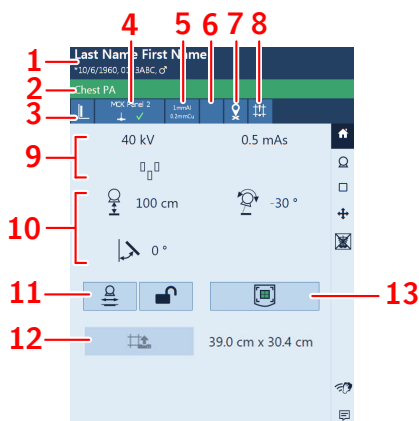 1
Last Name First Name
*10/6/1960, 01 3ABC, ♂
2
Chest PA
3
4
MCK Panel 2
5
1mmAl
0.2mmCu
6
7
8
9
40 kV
0.5 mAs
10
100 cm
-30 °
0 °
11
13
12
39.0 cm x 30.4 cm